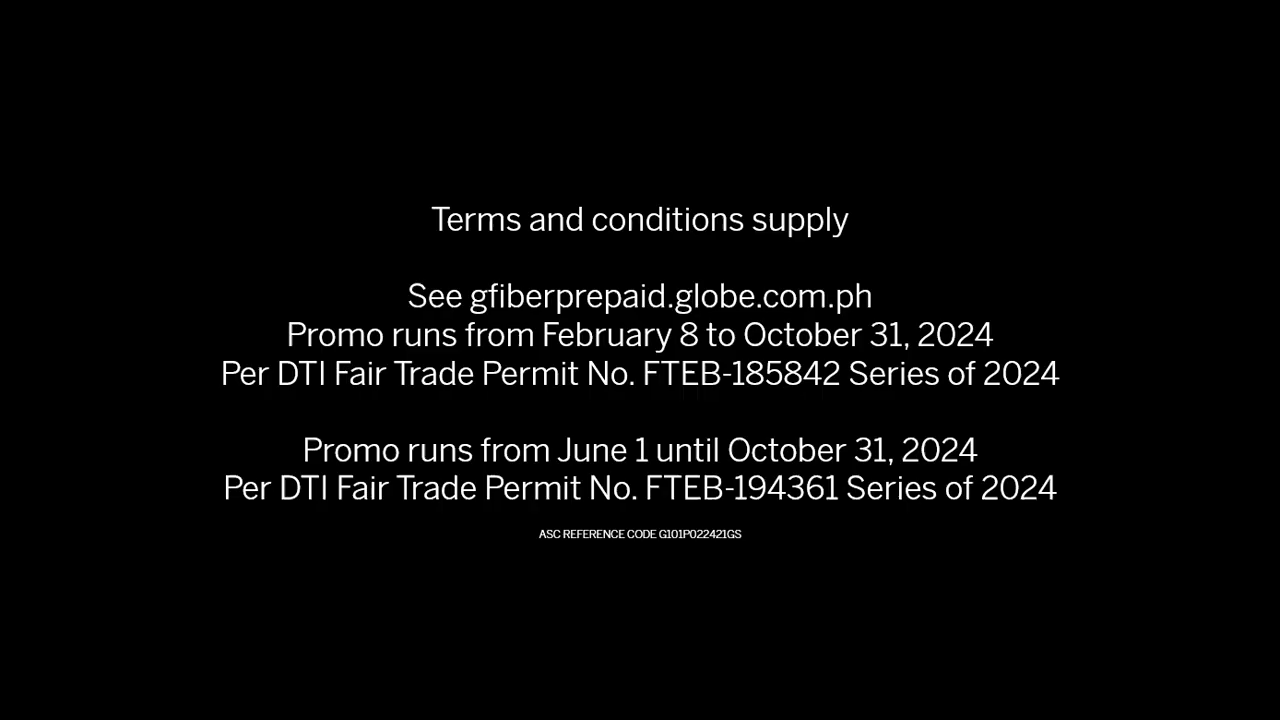 Terms and conditions supply
See gfiberprepaid.globe.com.ph
Promo runs from February 8 to October 31, 2024
Per DTI Fair Trade Permit No. FTEB-185842 Series of 2024
Promo runs from June 1 until October 31, 2024
Per DTI Fair Trade Permit No. FTEB-194361 Series of 2024
ASC REFERENCE CODE G101P022421GS